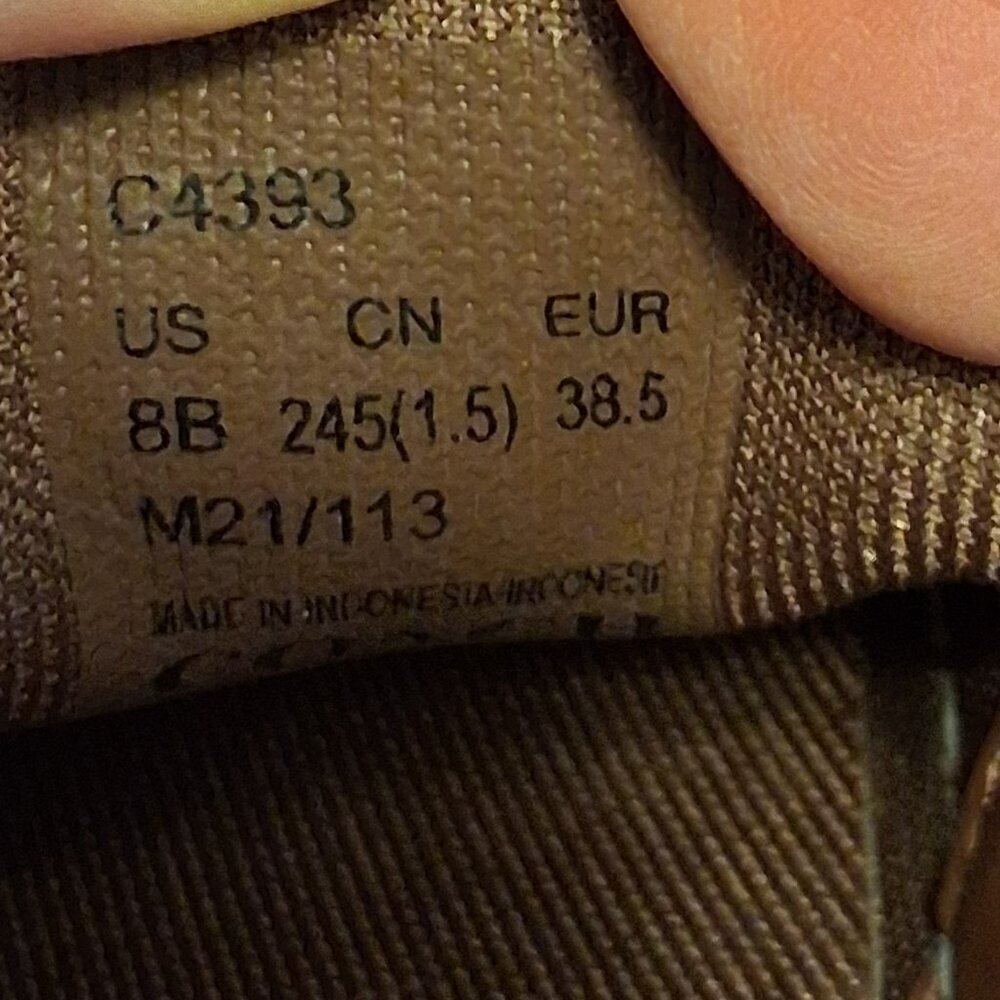 C4393
US CN EUR
8B 245(1.5) 38.5
M21/113
MADE IN INDONESIA